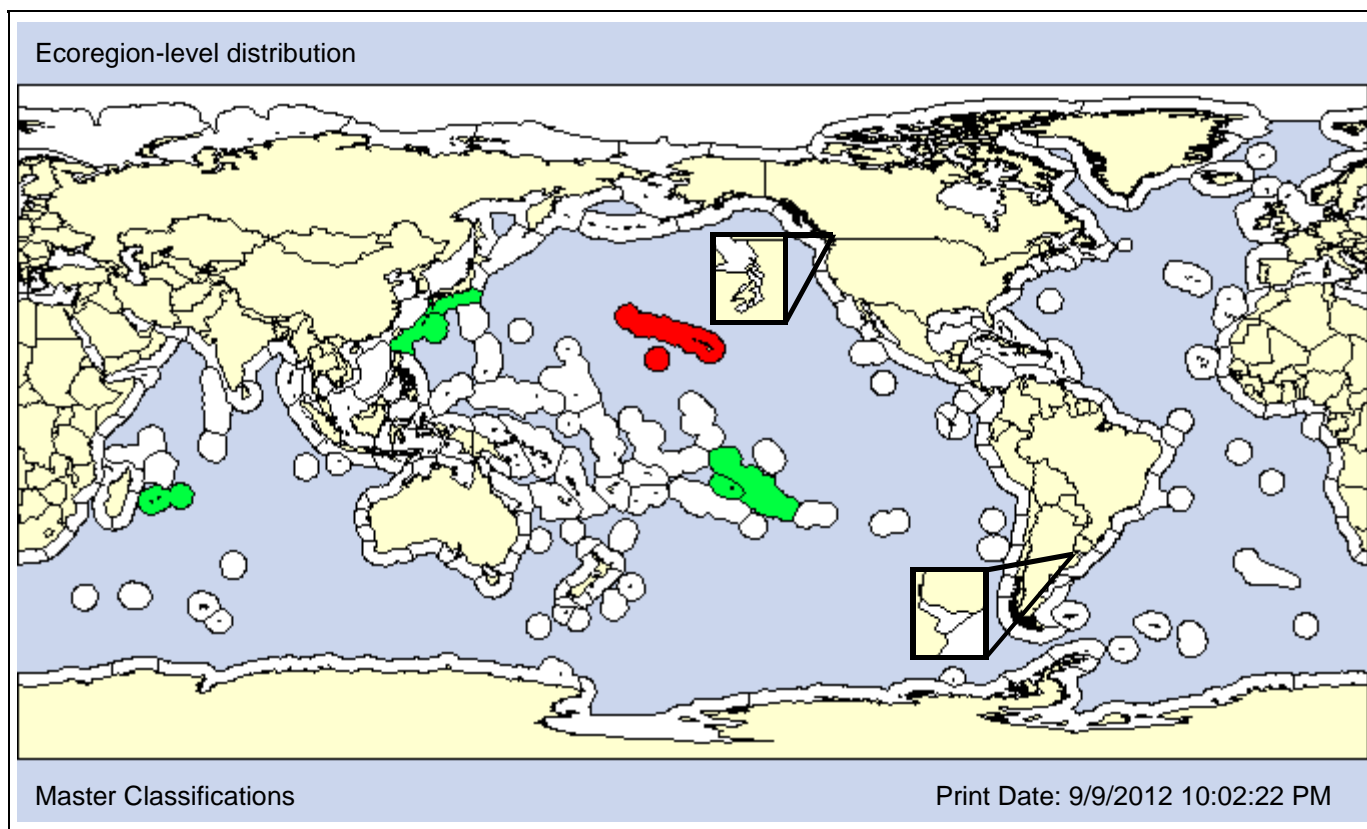 Ecoregion-level distribution
Master Classifications
Print Date: 9/9/2012 10:02:22 PM